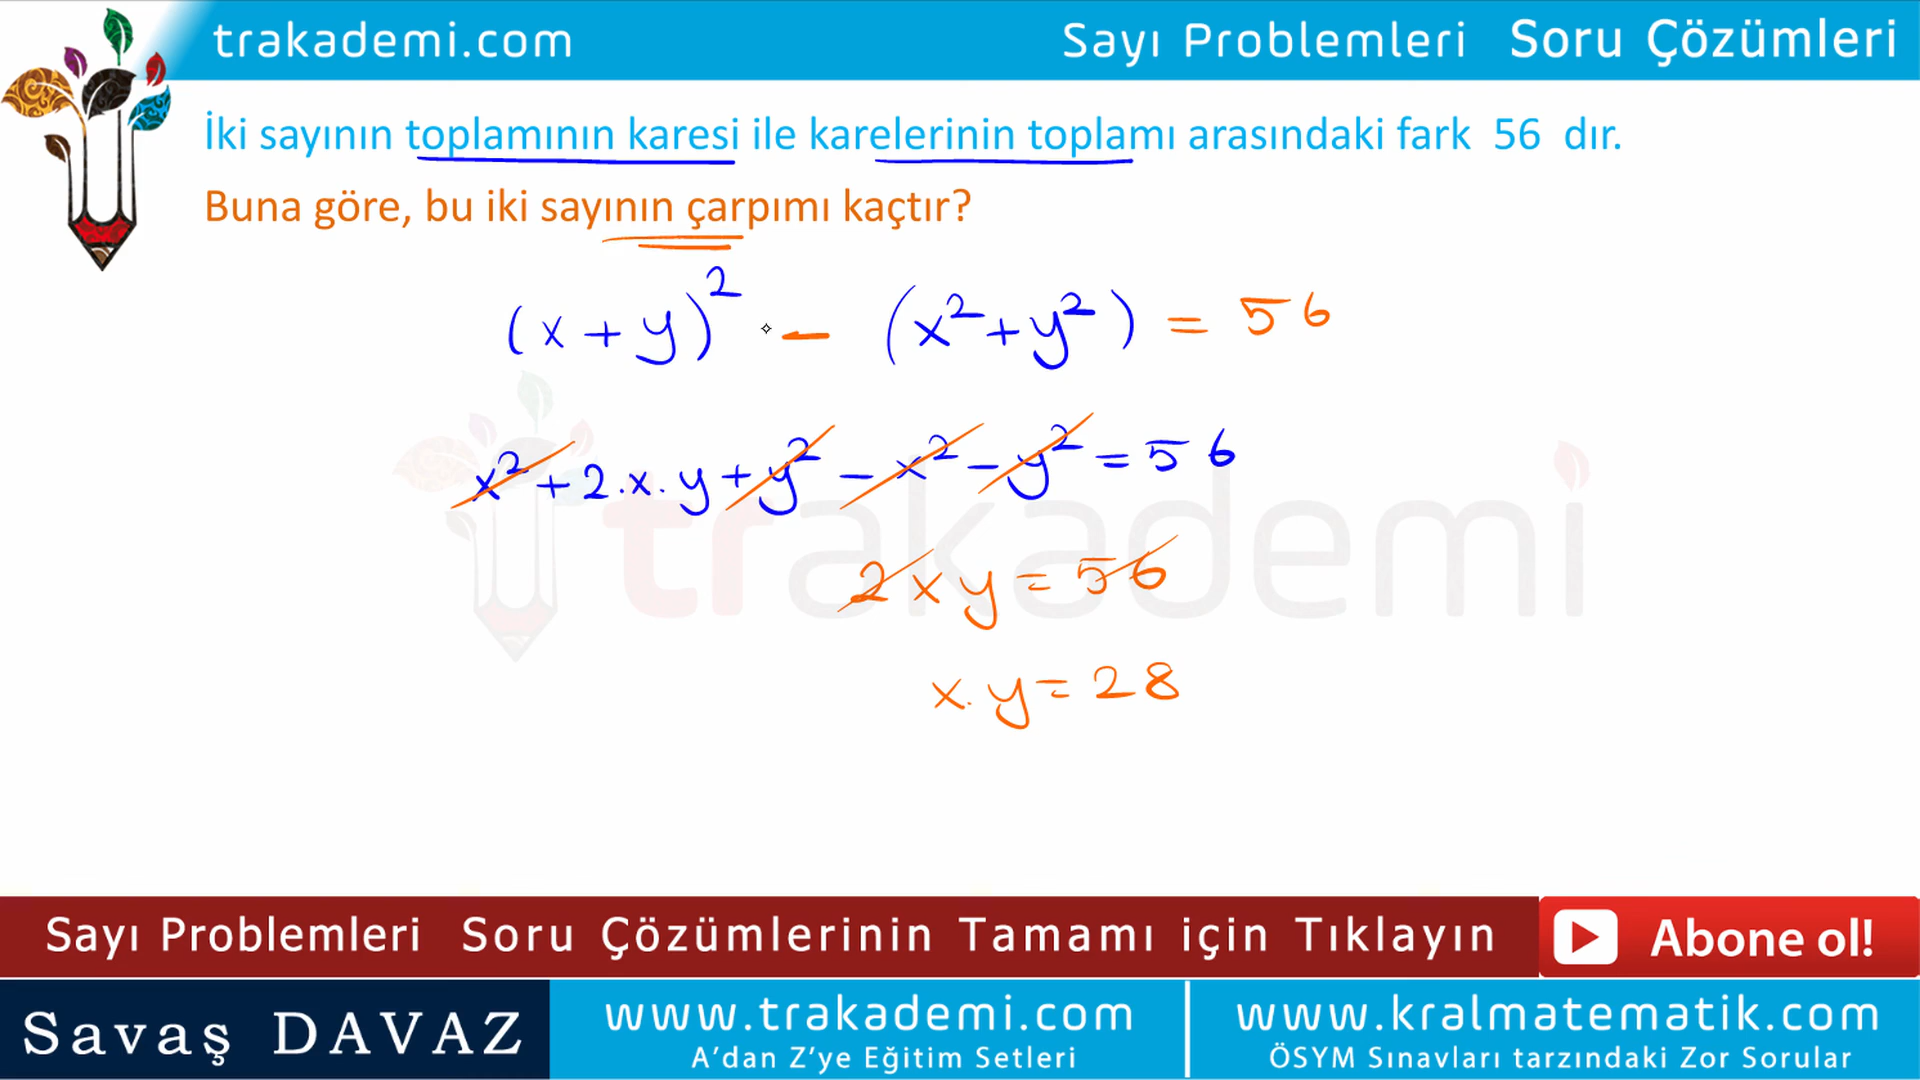 trakademi.com
Sayı Problemleri Soru Çözümleri
İki sayının toplamının karesi ile karelerinin toplamı arasındaki fark 56 dır.
Buna göre, bu iki sayının çarpımı kaçtır?
(x + y)² - (x² + y²) = 56
x² + 2.x.y + y² - x² - y² = 56
2xy = 56
x.y = 28
trakademi
Sayı Problemleri Soru Çözümlerinin Tamamı için Tıklayın
Abone ol!
Savaş DAVAZ
www.trakademi.com
A'dan Z'ye Eğitim Setleri
www.kralmatematik.com
ÖSYM Sınavları tarzındaki Zor Sorular